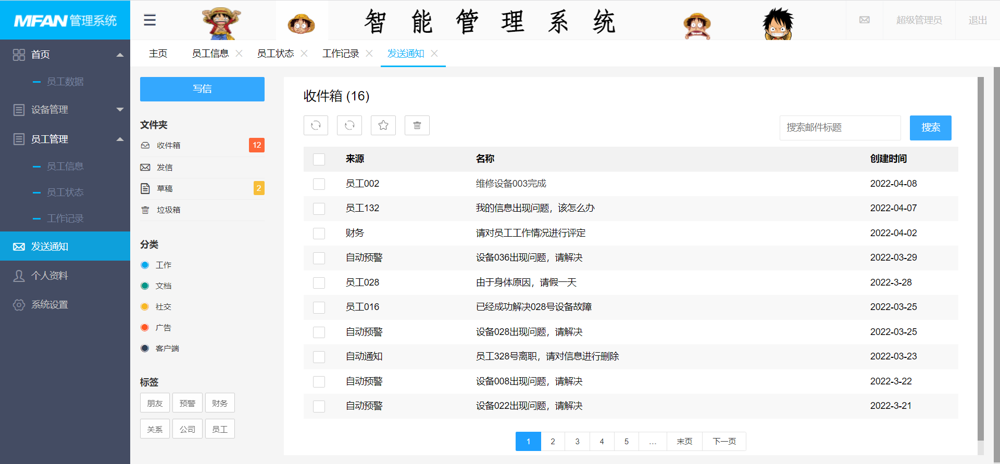 MFAN管理系统
智能管理系统
超级管理员
退出
首页
员工数据
设备管理
员工管理
员工信息
员工状态
工作记录
发送通知
个人资料
系统设置
主页
员工信息
员工状态
工作记录
发送通知
写信
文件夹
收件箱 12
发信
草稿 2
垃圾箱
分类
工作
文档
社交
广告
客户端
标签
朋友 预警 财务
关系 公司 员工
收件箱 (16)
搜索邮件标题
搜索
来源 名称 创建时间
员工002 维修设备003完成 2022-04-08
员工132 我的信息出现问题，该怎么办 2022-04-07
财务 请对员工工作情况进行评定 2022-04-02
自动预警 设备036出现问题，请解决 2022-03-29
员工028 由于身体原因，请假一天 2022-3-28
员工016 已经成功解决028号设备故障 2022-03-25
自动预警 设备028出现问题，请解决 2022-03-25
自动通知 员工328号离职，请对信息进行删除 2022-03-23
自动预警 设备008出现问题，请解决 2022-3-22
自动预警 设备022出现问题，请解决 2022-3-21
1 2 3 4 5 … 末页 下一页